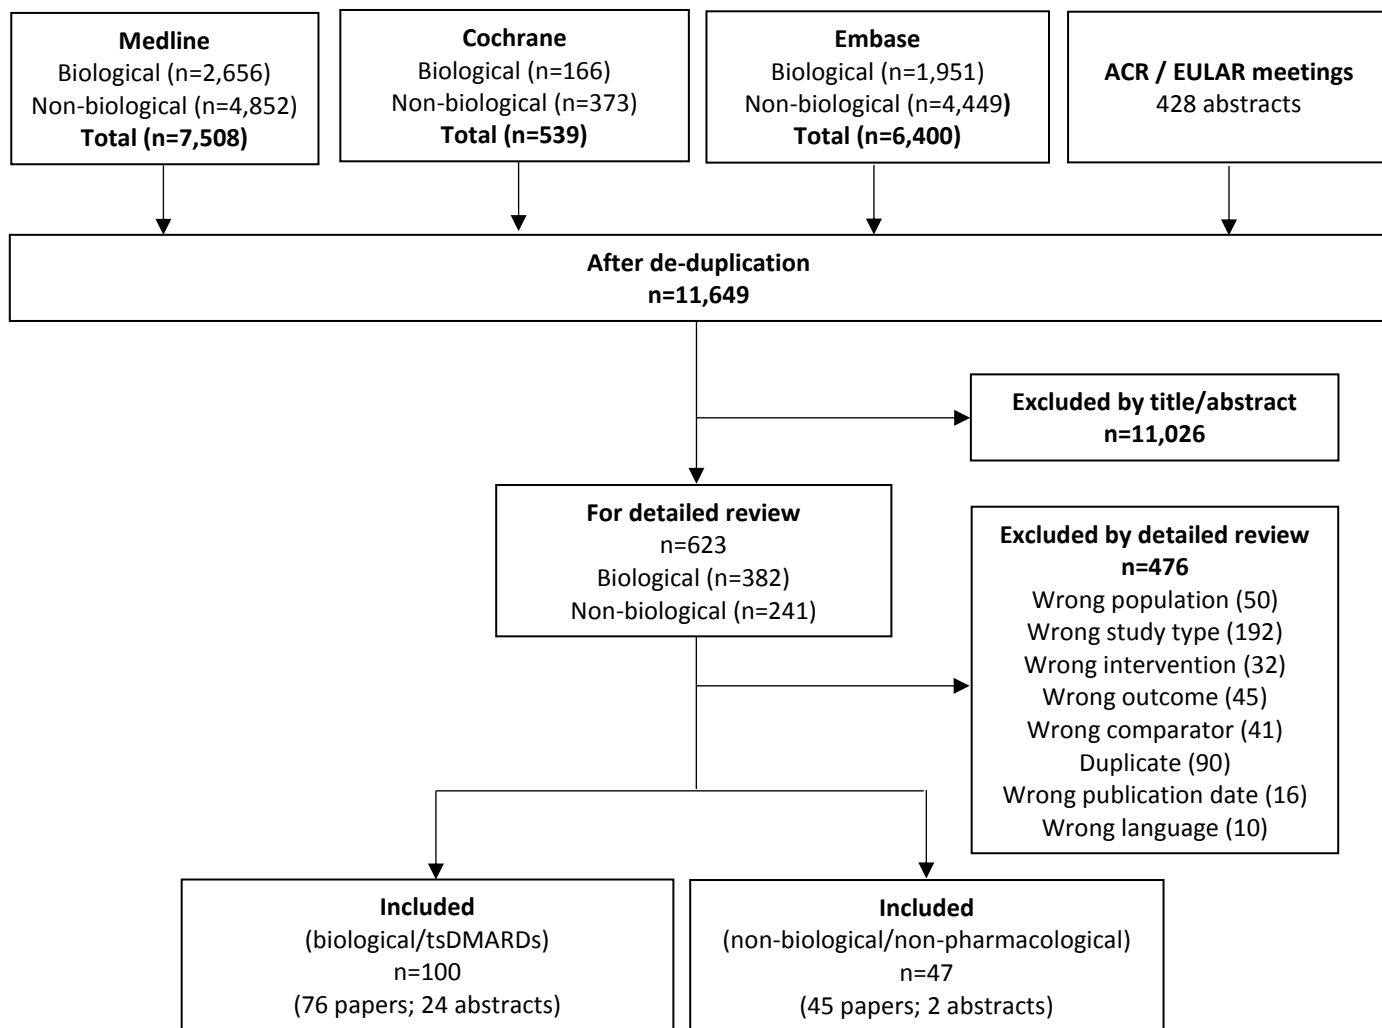 Medline
Biological (n=2,656)
Non-biological (n=4,852)
Total (n=7,508)
Cochrane
Biological (n=166)
Non-biological (n=373)
Total (n=539)
Embase
Biological (n=1,951)
Non-biological (n=4,449)
Total (n=6,400)
ACR / EULAR meetings
428 abstracts
After de-duplication
n=11,649
Excluded by title/abstract
n=11,026
For detailed review
n=623
Biological (n=382)
Non-biological (n=241)
Excluded by detailed review
n=476
Wrong population (50)
Wrong study type (192)
Wrong intervention (32)
Wrong outcome (45)
Wrong comparator (41)
Duplicate (90)
Wrong publication date (16)
Wrong language (10)
Included
(biological/tsDMARDs)
n=100
(76 papers; 24 abstracts)
Included
(non-biological/non-pharmacological)
n=47
(45 papers; 2 abstracts)